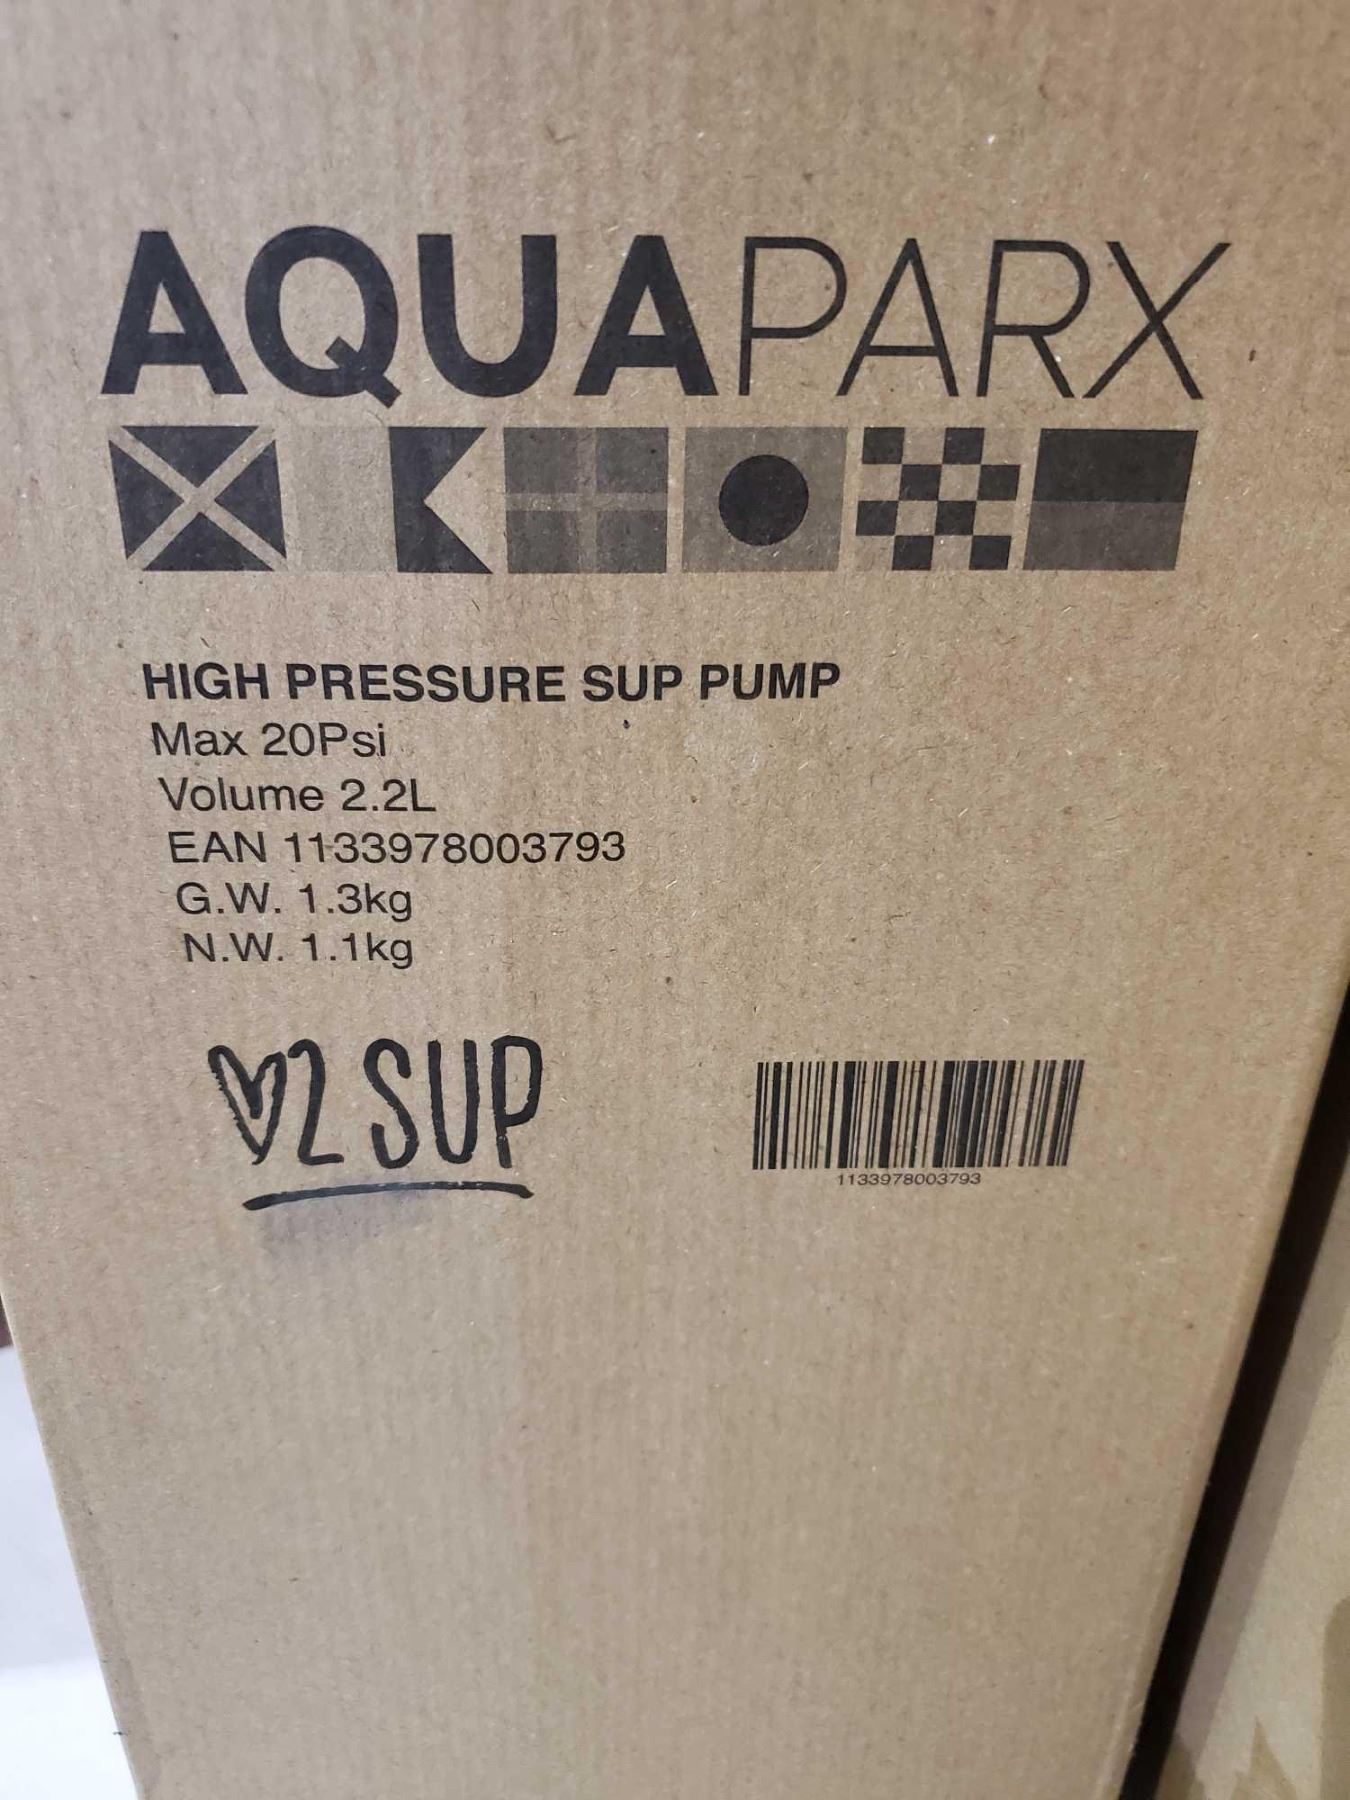 AQUAPARX
HIGH PRESSURE SUP PUMP
Max 20Psi
Volume 2.2L
EAN 1133978003793
G.W. 1.3kg
N.W. 1.1kg
♡2 SUP
1133978003793